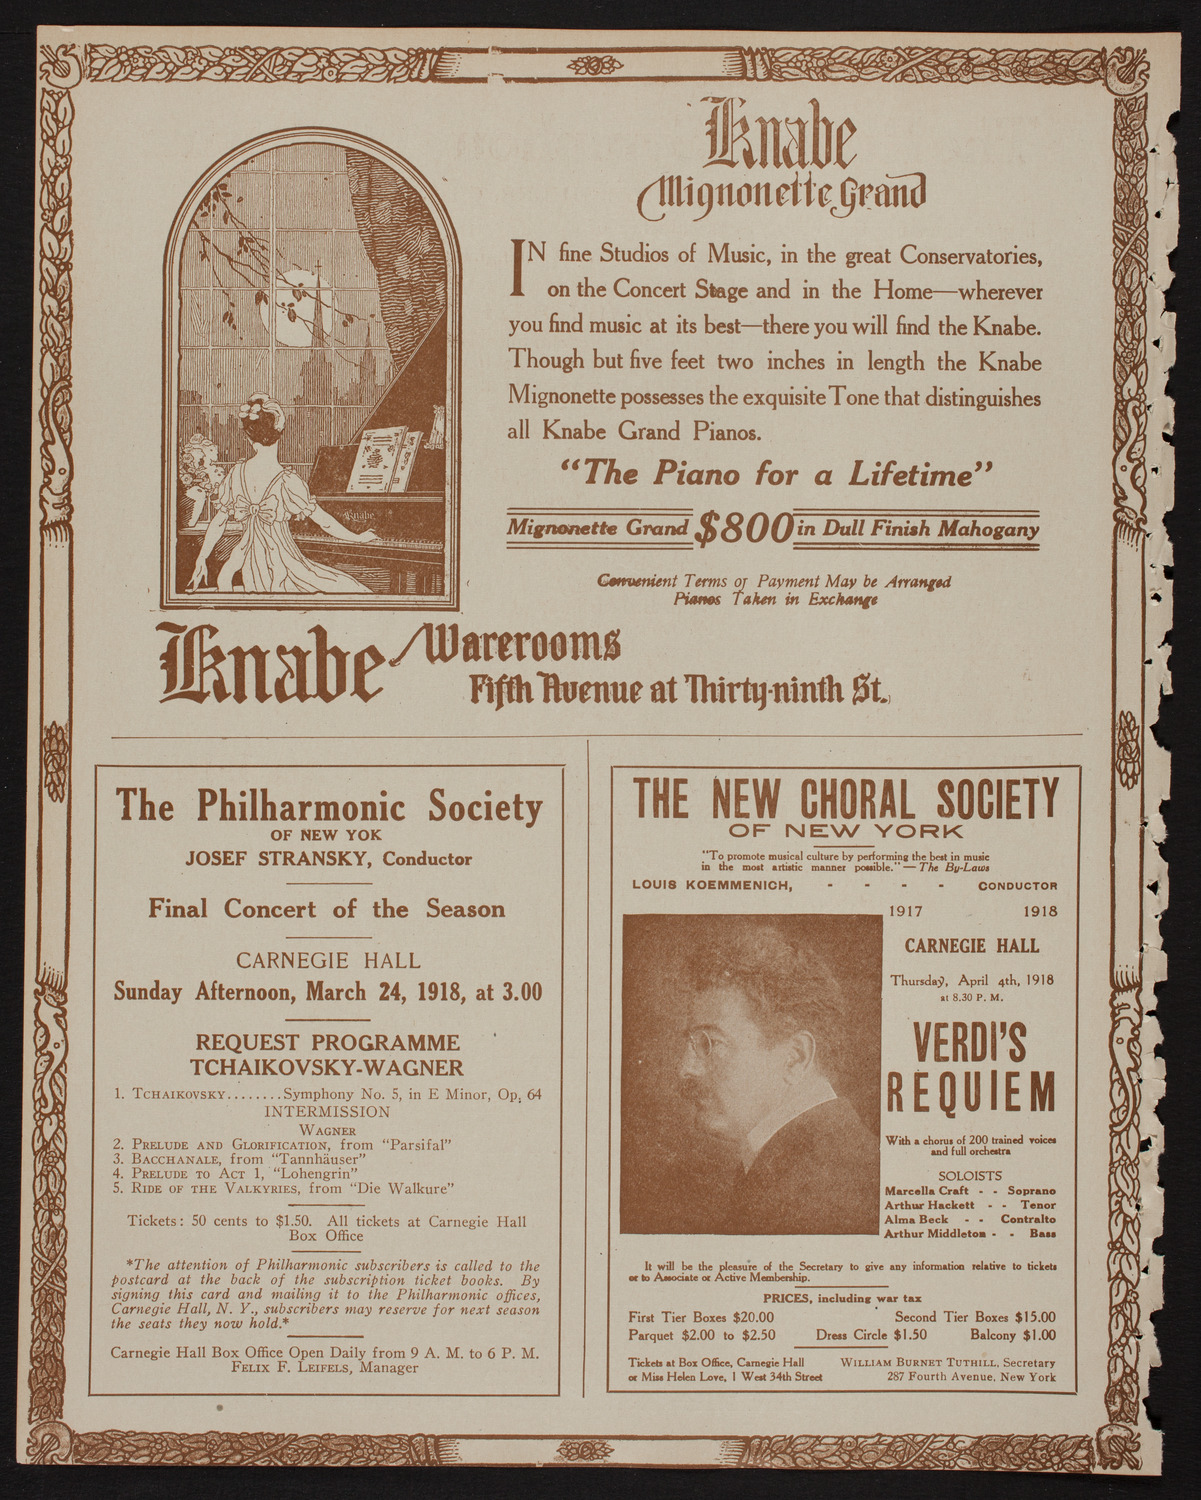 Knabe
Mignonette Grand
IN fine Studios of Music, in the great Conservatories,
on the Concert Stage and in the Home—wherever
you find music at its best—there you will find the Knabe.
Though but five feet two inches in length the Knabe
Mignonette possesses the exquisite Tone that distinguishes
all Knabe Grand Pianos.
"The Piano for a Lifetime"
Mignonette Grand $800 in Dull Finish Mahogany
Convenient Terms of Payment May be Arranged
Pianos Taken in Exchange
Knabe
Knabe Warerooms
Fifth Avenue at Thirty-ninth St.
The Philharmonic Society
OF NEW YOK
JOSEF STRANSKY, Conductor
Final Concert of the Season
CARNEGIE HALL
Sunday Afternoon, March 24, 1918, at 3.00
REQUEST PROGRAMME
TCHAIKOVSKY-WAGNER
1. TCHAIKOVSKY........Symphony No. 5, in E Minor, Op. 64
INTERMISSION
WAGNER
2. PRELUDE AND GLORIFICATION, from "Parsifal"
3. BACCHANALE, from "Tannhäuser"
4. PRELUDE TO ACT 1, "Lohengrin"
5. RIDE OF THE VALKYRIES, from "Die Walkure"
Tickets: 50 cents to $1.50. All tickets at Carnegie Hall
Box Office
*The attention of Philharmonic subscribers is called to the
postcard at the back of the subscription ticket books. By
signing this card and mailing it to the Philharmonic offices,
Carnegie Hall, N. Y., subscribers may reserve for next season
the seats they now hold.*
Carnegie Hall Box Office Open Daily from 9 A. M. to 6 P. M.
FELIX F. LEIFELS, Manager
THE NEW CHORAL SOCIETY
OF NEW YORK
"To promote musical culture by performing the best in music
in the most artistic manner possible."—The By-Laws
LOUIS KOEMMENICH, - - - - CONDUCTOR
1917 1918
CARNEGIE HALL
Thursday, April 4th, 1918
at 8.30 P. M.
VERDI'S
REQUIEM
With a chorus of 200 trained voices
and full orchestra
SOLOISTS
Marcella Craft - - Soprano
Arthur Hackett - - Tenor
Alma Beck - - Contralto
Arthur Middleton - - Bass
It will be the pleasure of the Secretary to give any information relative to tickets
or to Associate or Active Membership.
PRICES, including war tax
First Tier Boxes $20.00 Second Tier Boxes $15.00
Parquet $2.00 to $2.50 Dress Circle $1.50 Balcony $1.00
Tickets at Box Office, Carnegie Hall
or Miss Helen Love, 1 West 34th Street
WILLIAM BURNET TUTHILL, Secretary
287 Fourth Avenue, New York